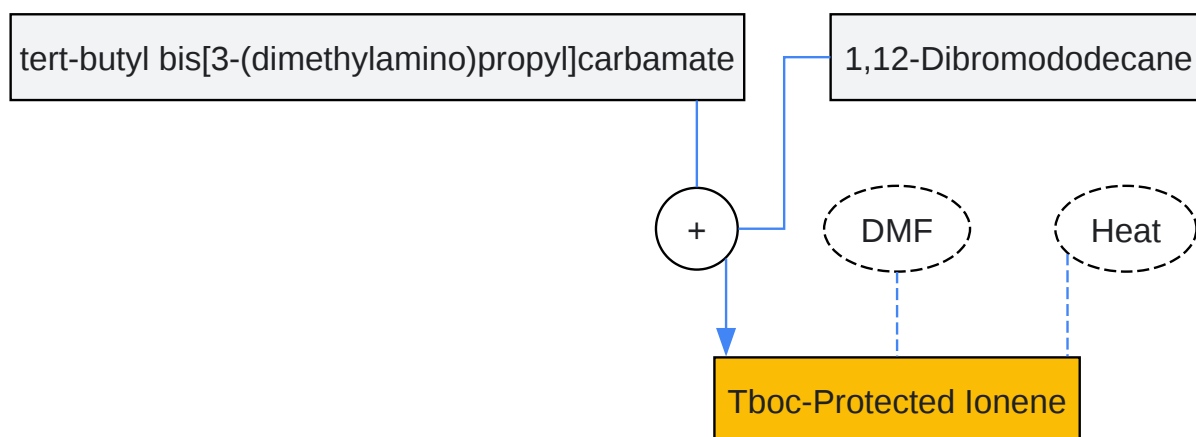 tert-butyl bis[3-(dimethylamino)propyl]carbamate
1,12-Dibromododecane
+
DMF
Heat
Tboc-Protected Ionene